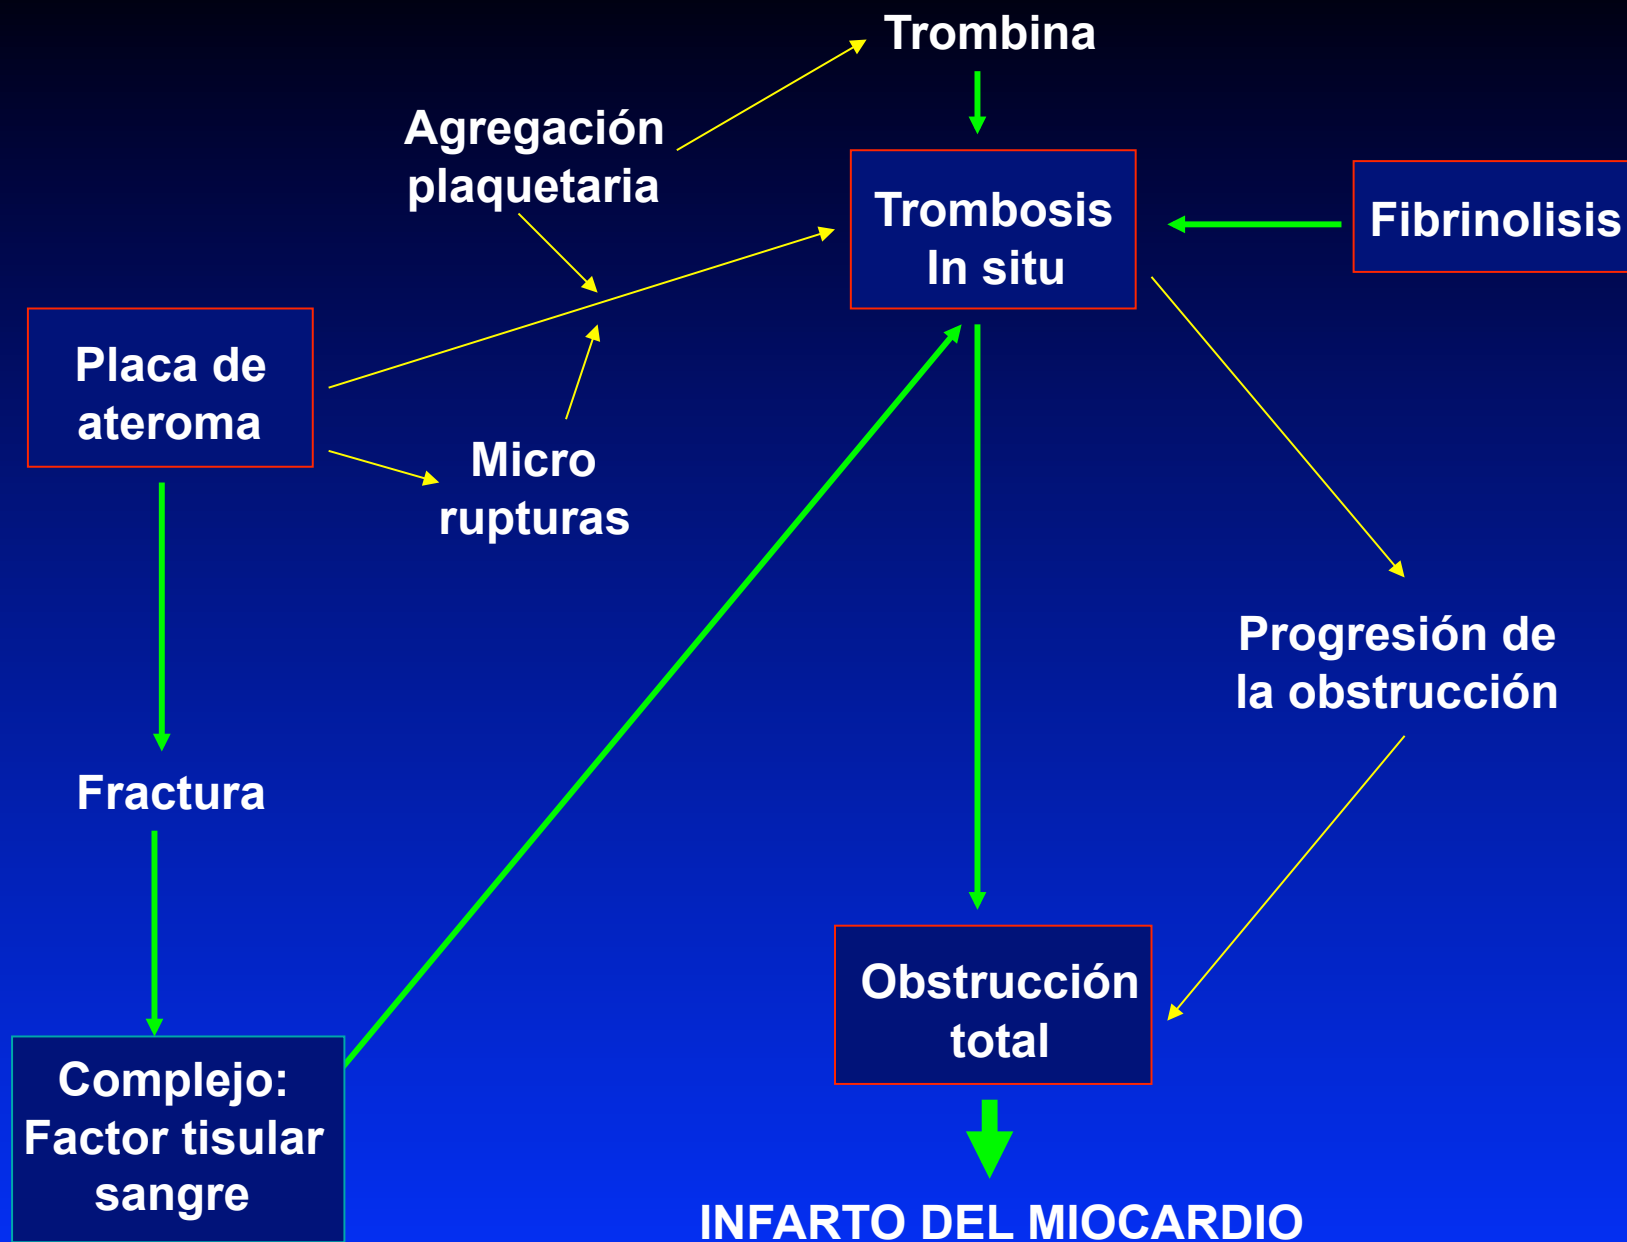 Trombina
Agregación
plaquetaria
Trombosis
In situ
Fibrinolisis
Placa de
ateroma
Micro
rupturas
Progresión de
la obstrucción
Fractura
Obstrucción
total
Complejo:
Factor tisular
sangre
INFARTO DEL MIOCARDIO